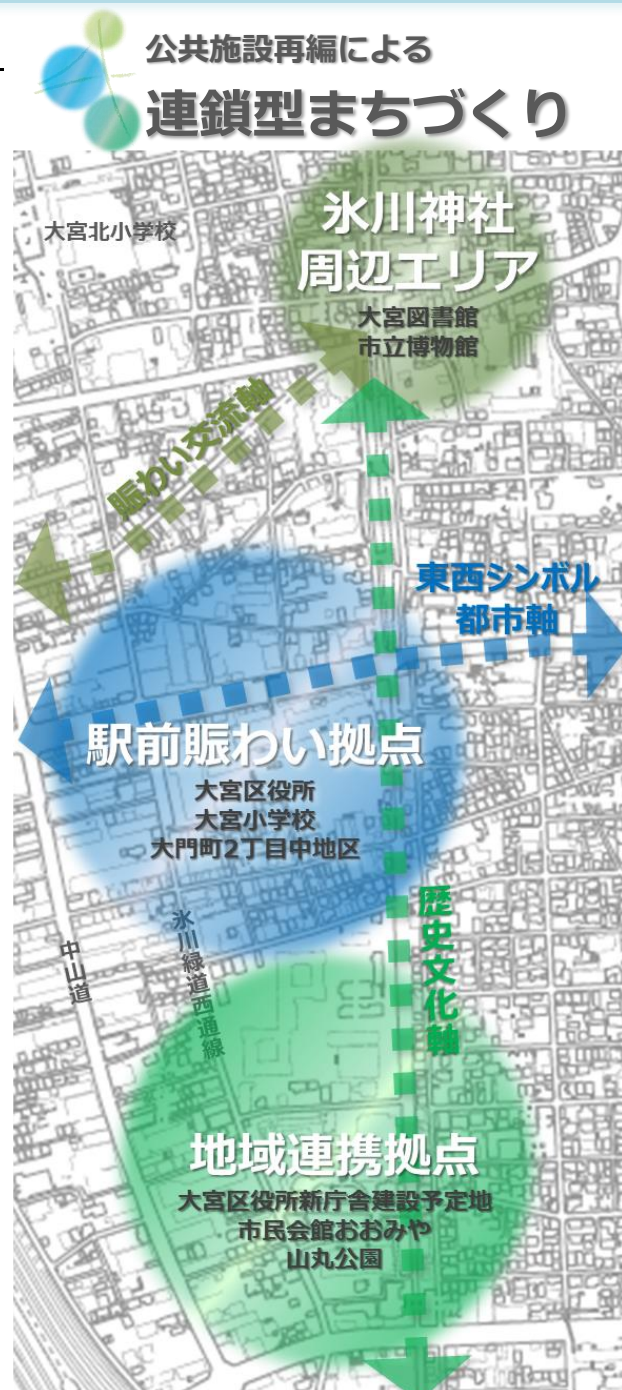 公共施設再編による
連鎖型まちづくり
大宮北小学校
氷川神社
周辺エリア
大宮図書館
市立博物館
賑わい交流軸
東西シンボル
都市軸
駅前賑わい拠点
大宮区役所
大宮小学校
大門町2丁目中地区
歴史文化軸
中山道
氷川緑道西通線
地域連携拠点
大宮区役所新庁舎建設予定地
市民会館おおみや
山丸公園